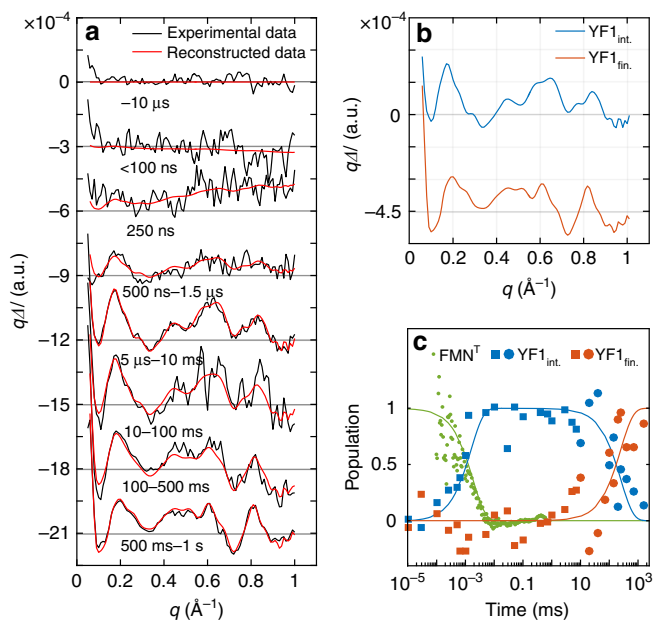 ×10⁻⁴
a
Experimental data
Reconstructed data
0
−10 μs
−3
<100 ns
−6
250 ns
−9
500 ns–1.5 μs
−12
5 μs–10 ms
−15
10–100 ms
−18
100–500 ms
−21
500 ms–1 s
qΔI (a.u.)
0 0.2 0.4 0.6 0.8 1
q (Å⁻¹)
×10⁻⁴
b
YF1int.
YF1fin.
0
−4.5
qΔI (a.u.)
0 0.2 0.4 0.6 0.8 1
q (Å⁻¹)
c
FMNᵀ YF1int. YF1fin.
1
0.5
0
Population
10⁻⁵ 10⁻³ 0.1 10 10³
Time (ms)